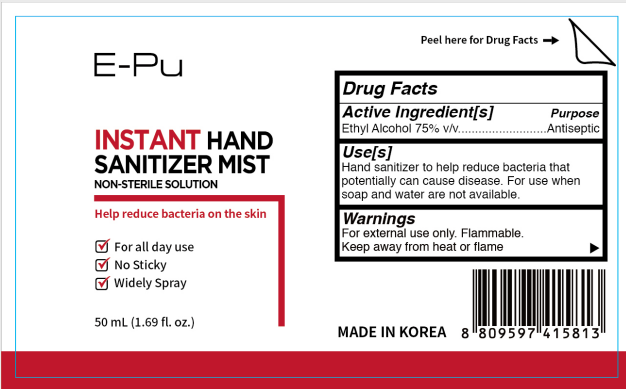 Peel here for Drug Facts →
E-Pu
INSTANT HAND
SANITIZER MIST
NON-STERILE SOLUTION
Help reduce bacteria on the skin
For all day use
No Sticky
Widely Spray
50 mL (1.69 fl. oz.)
Drug Facts
Active Ingredient[s] Purpose
Ethyl Alcohol 75% v/v..........................Antiseptic
Use[s]
Hand sanitizer to help reduce bacteria that
potentially can cause disease. For use when
soap and water are not available.
Warnings
For external use only. Flammable.
Keep away from heat or flame
MADE IN KOREA
8 809597 415813